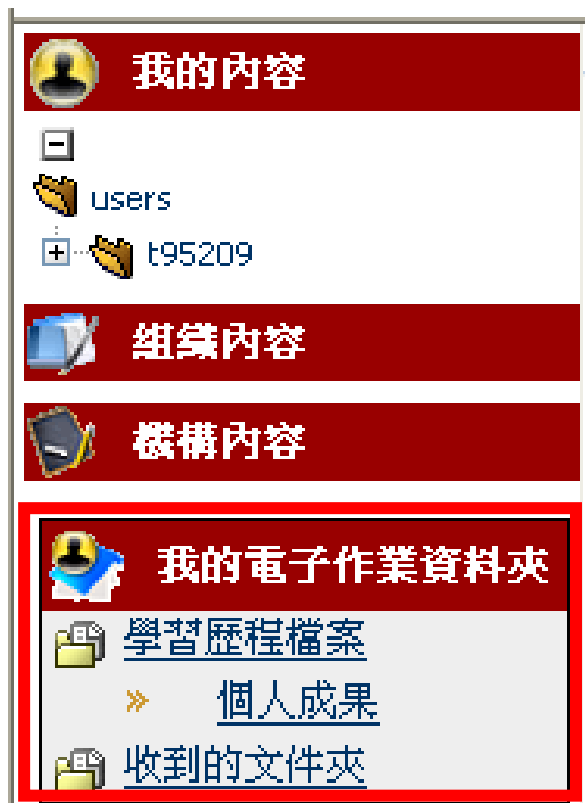 我的內容
users
t95209
組織內容
機構內容
我的電子作業資料夾
學習歷程檔案
» 個人成果
收到的文件夾